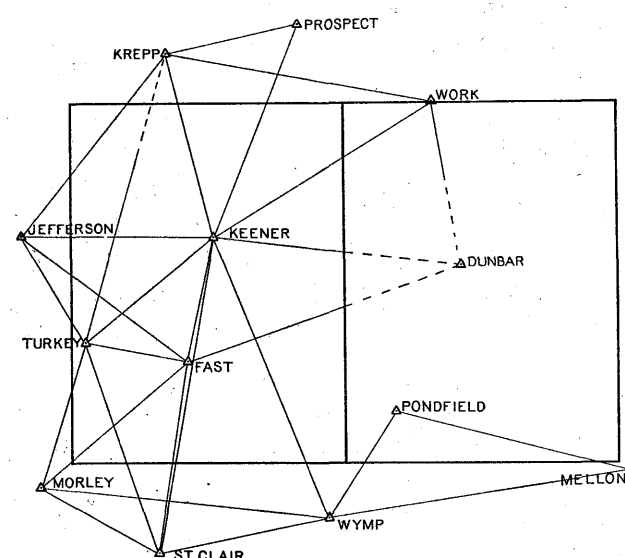 PROSPECT
KREPP
WORK
JEFFERSON
KEENER
DUNBAR
TURKEY
FAST
PONDFIELD
MORLEY
MELLON
WYMP
ST CLAIR